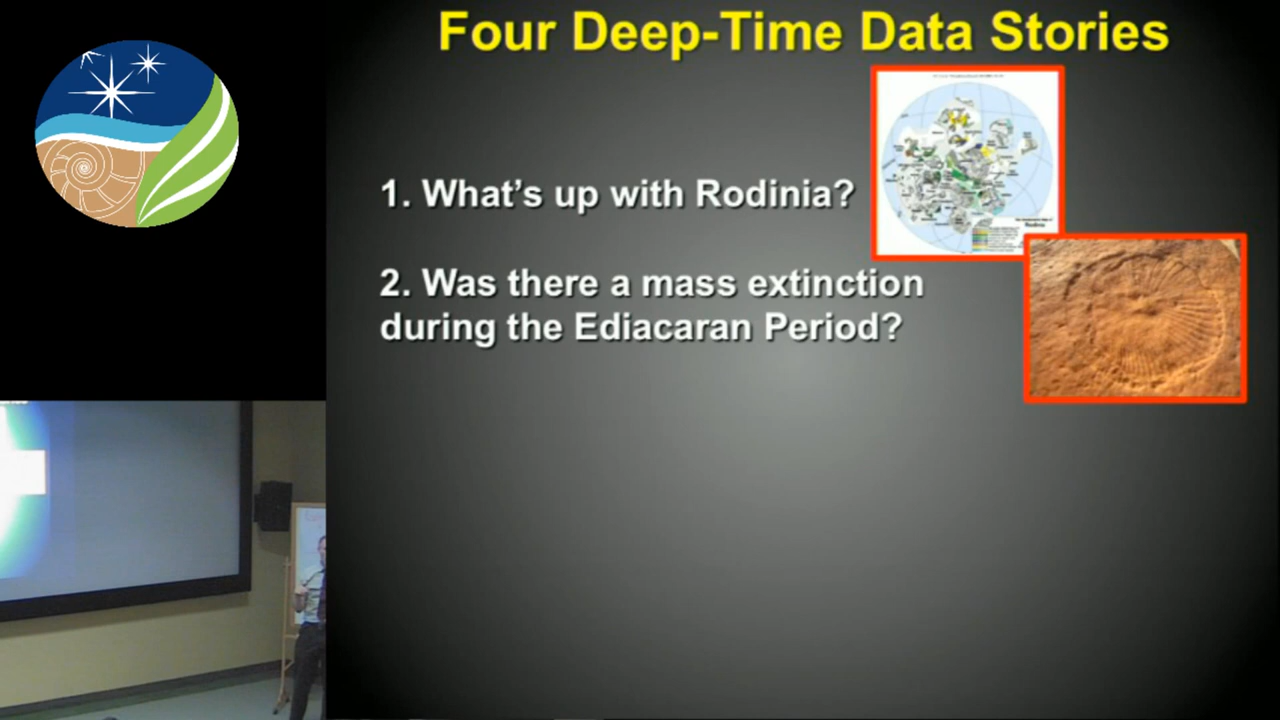 Four Deep-Time Data Stories
1. What's up with Rodinia?
2. Was there a mass extinction
during the Ediacaran Period?
Rodinia